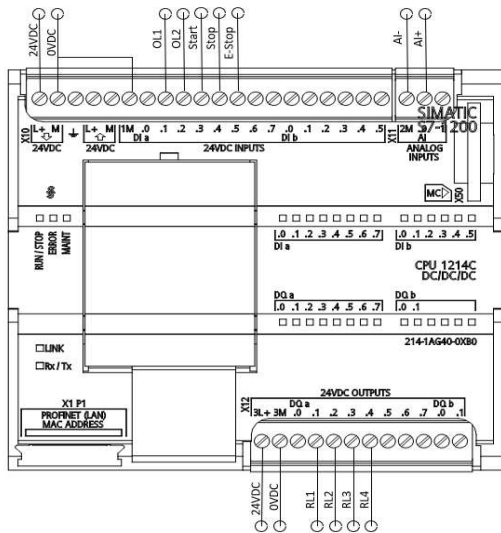 24VDC
0VDC
OL1
OL2
Start
Stop
E-Stop
AI-
AI+
SIMATIC
S7-1200
X10
L+ M L+ M 1M .0 .1 .2 .3 .4 .5 .6 .7 .0 .1 .2 .3 .4 .5
DI a DI b
24VDC 24VDC 24VDC INPUTS
X11
2M
AI
ANALOG
INPUTS
X50
MC
RUN / STOP
ERROR
MAINT
.0 .1 .2 .3 .4 .5 .6 .7
DI a
.0 .1 .2 .3 .4 .5
DI b
CPU 1214C
DC/DC/DC
DQ a
.0 .1 .2 .3 .4 .5 .6 .7
DQ b
.0 .1
214-1AG40-0XB0
LINK
Rx / Tx
X1 P1
PROFINET (LAN)
MAC ADDRESS
X12
24VDC OUTPUTS
DQ a DQ b
3L+ 3M .0 .1 .2 .3 .4 .5 .6 .7 .0 .1
24VDC
0VDC
RL1
RL2
RL3
RL4